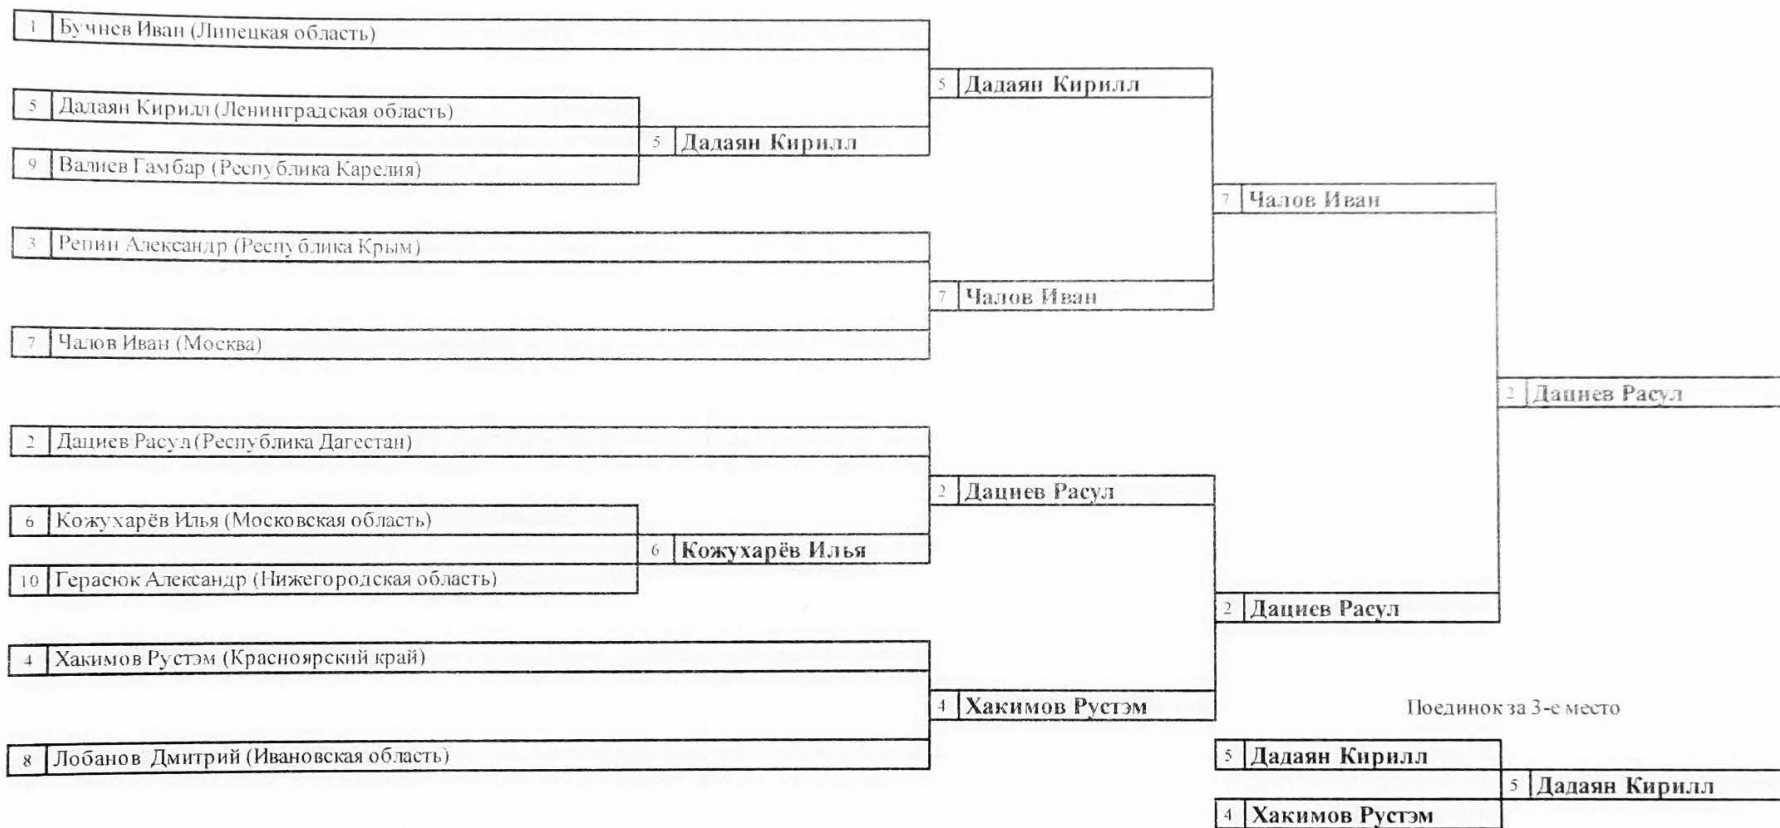 1 Бучнев Иван (Липецкая область)
5 Дадаян Кирилл
5 Дадаян Кирилл (Ленинградская область)
5 Дадаян Кирилл
9 Валиев Гамбар (Республика Карелия)
7 Чалов Иван
3 Репин Александр (Республика Крым)
7 Чалов Иван
7 Чалов Иван (Москва)
2 Дациев Расул
2 Дациев Расул (Республика Дагестан)
2 Дациев Расул
6 Кожухарёв Илья (Московская область)
6 Кожухарёв Илья
10 Герасюк Александр (Нижегородская область)
2 Дациев Расул
4 Хакимов Рустэм (Красноярский край)
4 Хакимов Рустэм
Поединок за 3-е место
8 Лобанов Дмитрий (Ивановская область)
5 Дадаян Кирилл
5 Дадаян Кирилл
4 Хакимов Рустэм